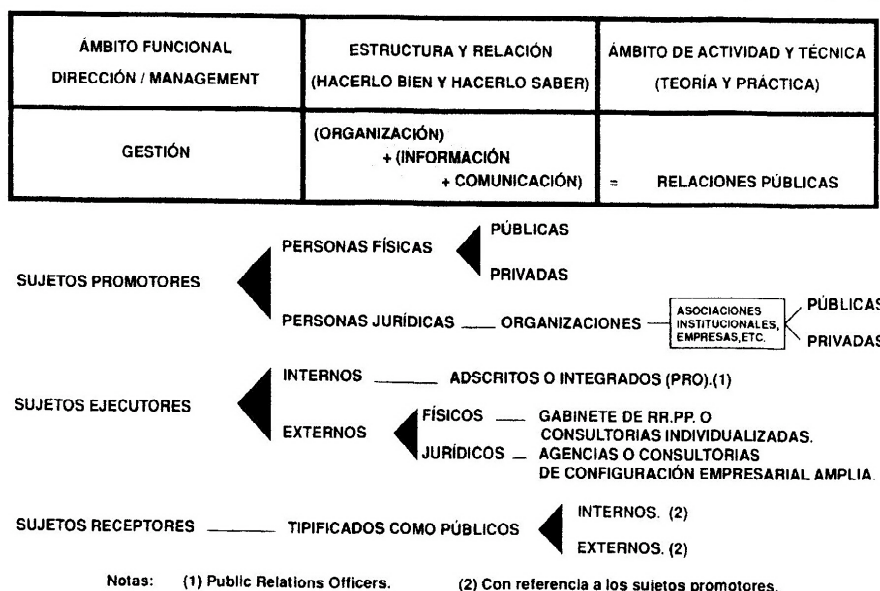 ÁMBITO FUNCIONAL
DIRECCIÓN / MANAGEMENT
ESTRUCTURA Y RELACIÓN
(HACERLO BIEN Y HACERLO SABER)
ÁMBITO DE ACTIVIDAD Y TÉCNICA
(TEORÍA Y PRÁCTICA)
GESTIÓN
(ORGANIZACIÓN)
+ (INFORMACIÓN
+ COMUNICACIÓN)
= RELACIONES PÚBLICAS
SUJETOS PROMOTORES
PERSONAS FÍSICAS
PÚBLICAS
PRIVADAS
PERSONAS JURÍDICAS
ORGANIZACIONES
ASOCIACIONES
INSTITUCIONALES,
EMPRESAS,ETC.
PÚBLICAS
PRIVADAS
SUJETOS EJECUTORES
INTERNOS
ADSCRITOS O INTEGRADOS (PRO).(1)
EXTERNOS
FÍSICOS
GABINETE DE RR.PP. O
CONSULTORIAS INDIVIDUALIZADAS.
JURÍDICOS
AGENCIAS O CONSULTORIAS
DE CONFIGURACIÓN EMPRESARIAL AMPLIA.
SUJETOS RECEPTORES
TIPIFICADOS COMO PÚBLICOS
INTERNOS. (2)
EXTERNOS. (2)
Notas: (1) Public Relations Officers. (2) Con referencia a los sujetos promotores.